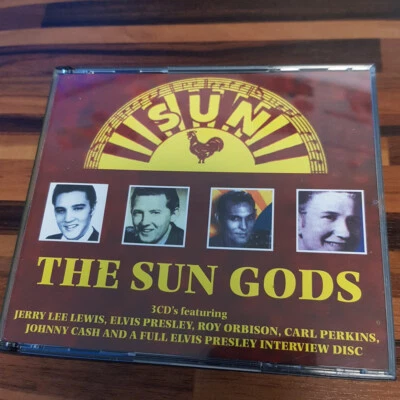 SUN
THE SUN GODS
3CD's featuring
JERRY LEE LEWIS, ELVIS PRESLEY, ROY ORBISON, CARL PERKINS,
JOHNNY CASH AND A FULL ELVIS PRESLEY INTERVIEW DISC